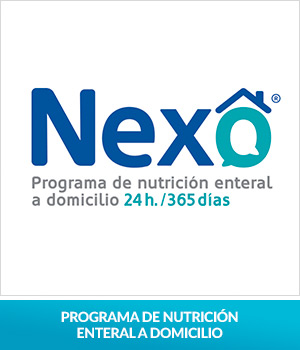 Nexo®
Programa de nutrición enteral
a domicilio 24 h. / 365 días
PROGRAMA DE NUTRICIÓN
ENTERAL A DOMICILIO